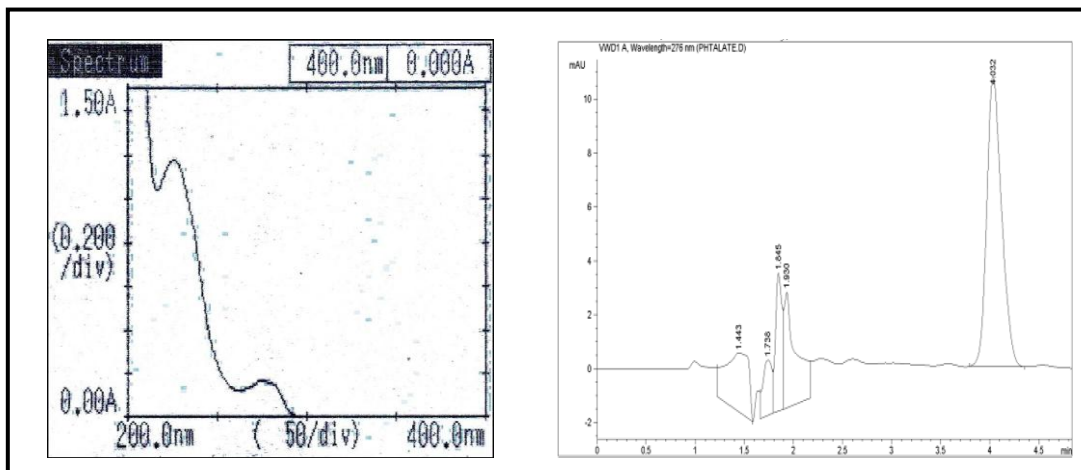 Spectrum
400.0nm 0.000A
1.50A
(0.200
/div)
0.00A
200.0nm ( 50/div) 400.0nm
VWD1 A, Wavelength=276 nm (PHTALATE.D)
mAU
10
8
6
4
2
0
-2
1.443
1.738
1.845
1.930
4.032
0 0.5 1 1.5 2 2.5 3 3.5 4 4.5 min